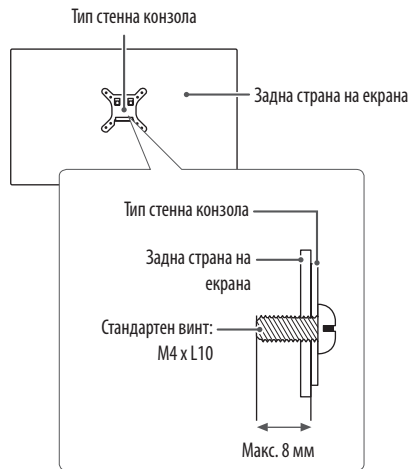 Тип стенна конзола
Задна страна на екрана
Тип стенна конзола
Задна страна на
екрана
Стандартен винт:
M4 x L10
Макс. 8 мм